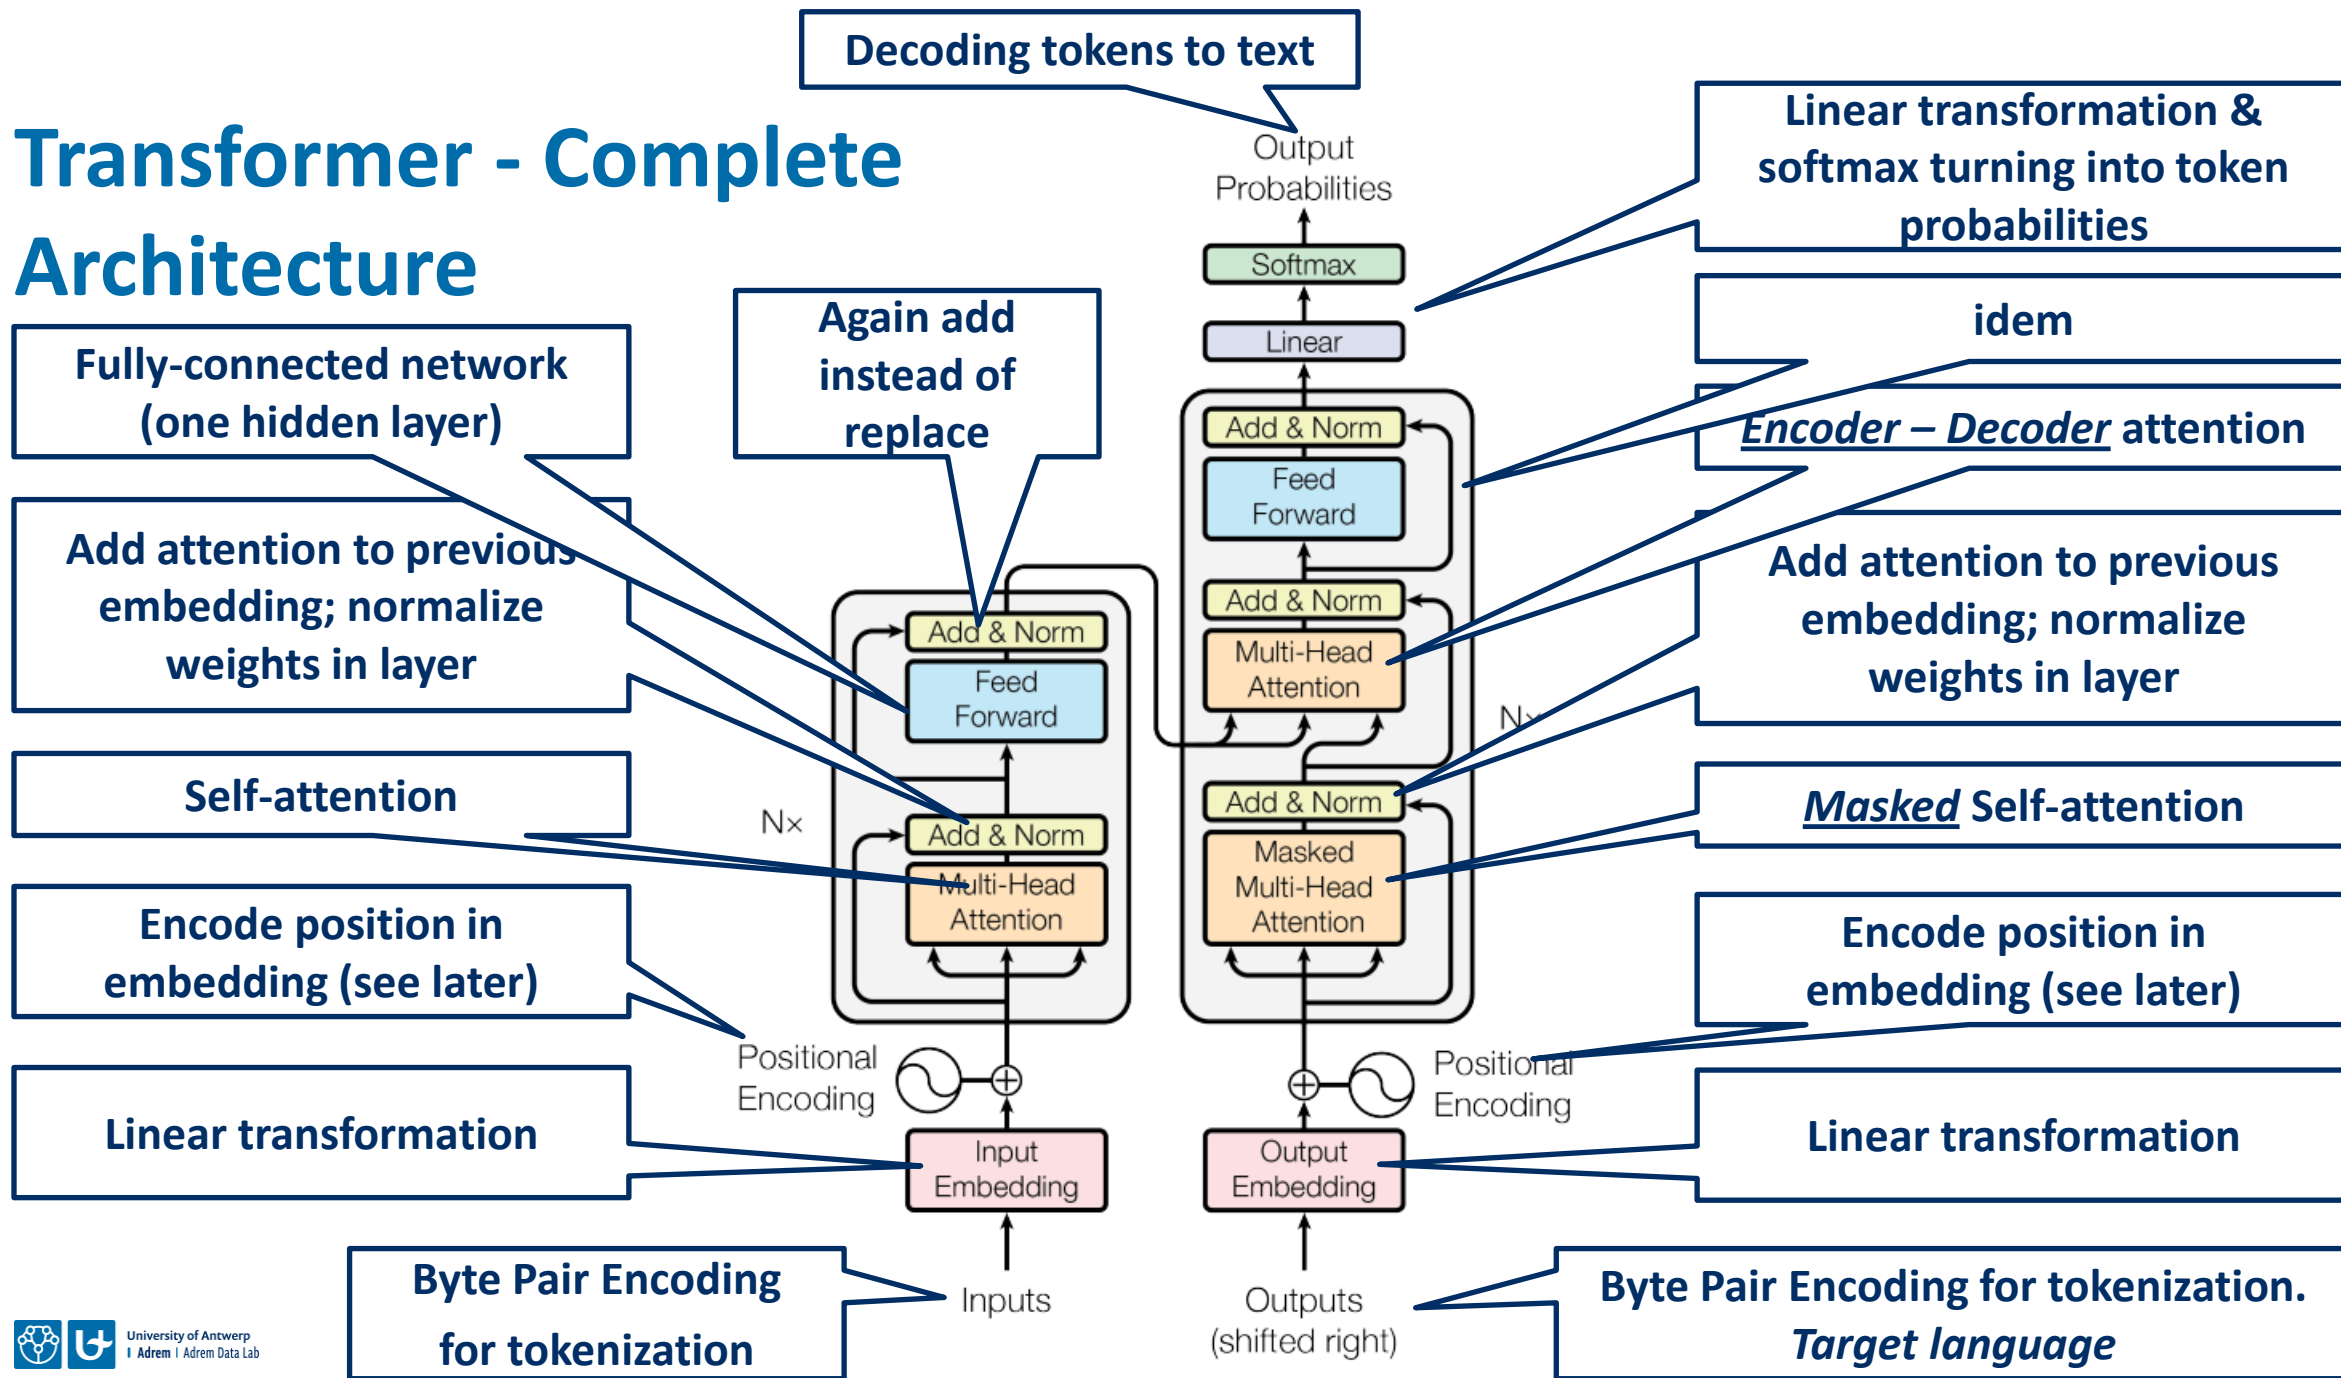 Decoding tokens to text
Transformer - Complete
Architecture
Linear transformation &
softmax turning into token
probabilities
idem
Encoder – Decoder attention
Add attention to previous
embedding; normalize
weights in layer
Masked Self-attention
Encode position in
embedding (see later)
Linear transformation
Byte Pair Encoding for tokenization.
Target language
Fully-connected network
(one hidden layer)
Again add
instead of
replace
Add attention to previous
embedding; normalize
weights in layer
Self-attention
Encode position in
embedding (see later)
Linear transformation
Byte Pair Encoding
for tokenization
Output
Probabilities
Softmax
Linear
Add & Norm
Feed
Forward
Add & Norm
Multi-Head
Attention
Nx
Add & Norm
Masked
Multi-Head
Attention
Positional
Encoding
Output
Embedding
Outputs
(shifted right)
Add & Norm
Feed
Forward
Nx
Add & Norm
Multi-Head
Attention
Positional
Encoding
Input
Embedding
Inputs
University of Antwerp
Adrem | Adrem Data Lab